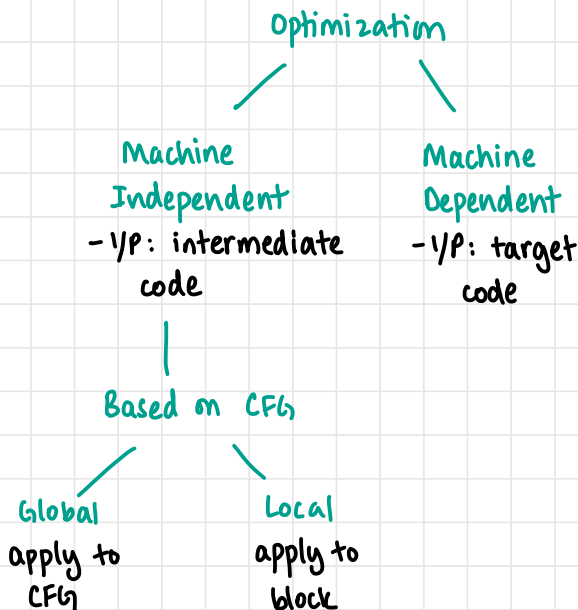 Optimization
Machine
Independent
- I/P: intermediate
code
Machine
Dependent
- I/P: target
code
Based on CFG
Global
apply to
CFG
Local
apply to
block